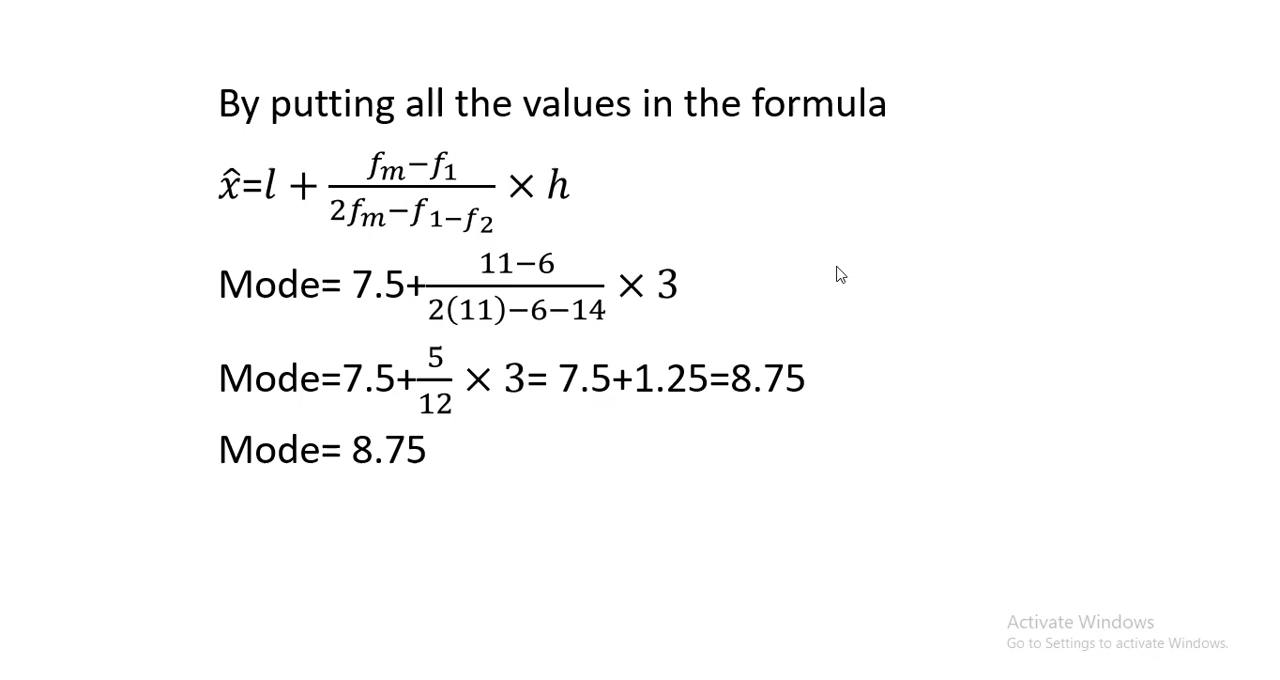 By putting all the values in the formula
x̂=l + (fₘ−f₁)/(2fₘ−f₁₋f₂) × h
Mode= 7.5+(11−6)/(2(11)−6−14) × 3
Mode=7.5+5/12 × 3= 7.5+1.25=8.75
Mode= 8.75
Activate Windows
Go to Settings to activate Windows.